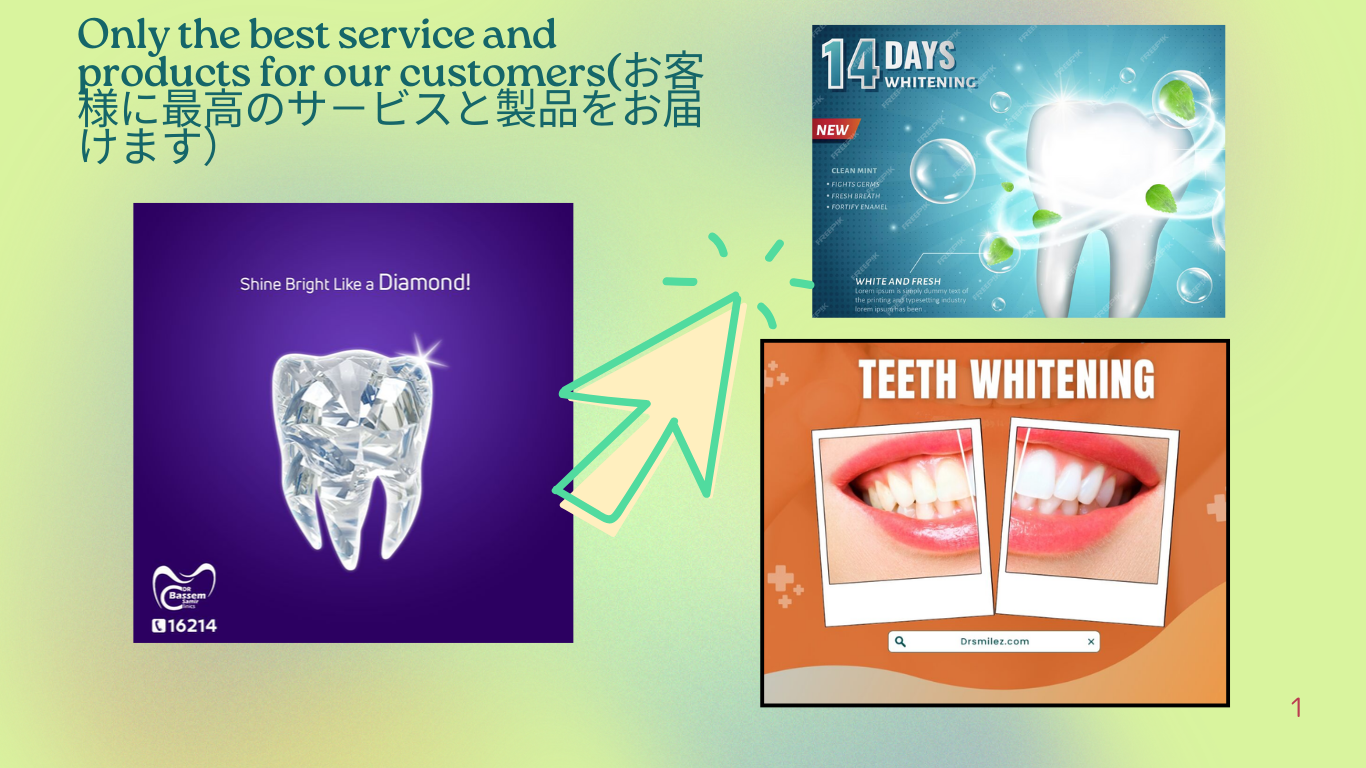 Only the best service and
products for our customers(お客
様に最高のサービスと製品をお届
けます)
Shine Bright Like a Diamond!
DR
Bassem
Samir
Clinics
16214
14 DAYS
WHITENING
NEW
CLEAN MINT
• FIGHTS GERMS
• FRESH BREATH
• FORTIFY ENAMEL
WHITE AND FRESH
Lorem ipsum is simply dummy text of
the printing and typesetting industry
lorem ipsum has been..
TEETH WHITENING
Drsmilez.com
1